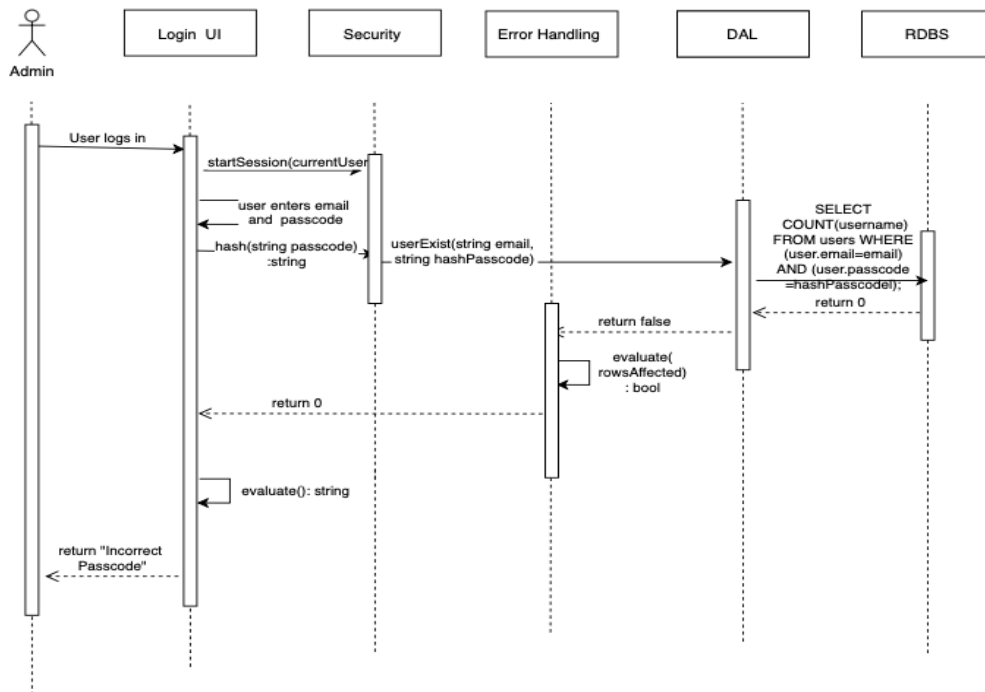 Admin
Login UI
Security
Error Handling
DAL
RDBS
User logs in
startSession(currentUser
user enters email
and passcode
hash(string passcode)
:string
userExist(string email,
string hashPasscode)
SELECT
COUNT(username)
FROM users WHERE
(user.email=email)
AND (user.passcode
=hashPasscodel);
return 0
return false
evaluate(
rowsAffected)
: bool
return 0
evaluate(): string
return "Incorrect
Passcode"